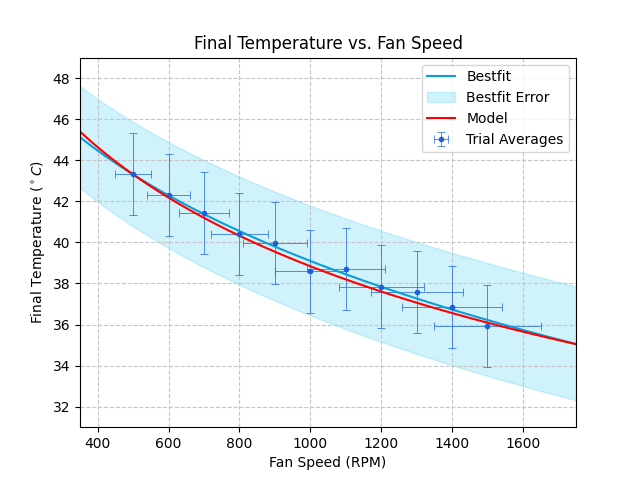 Final Temperature vs. Fan Speed
Final Temperature (°C)
48
46
44
42
40
38
36
34
32
Bestfit
Bestfit Error
Model
Trial Averages
400 600 800 1000 1200 1400 1600
Fan Speed (RPM)